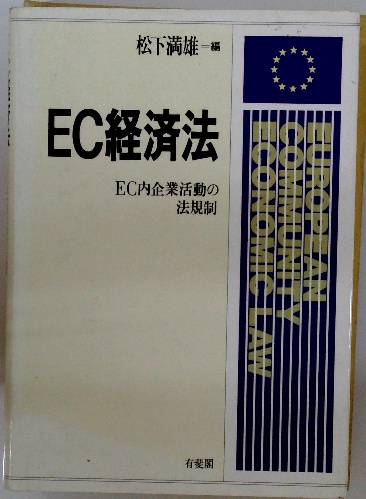 松下満雄=編
EC経済法
EC内企業活動の
法規制
EUROPEAN
COMMUNITY
ECONOMIC LAW
有斐閣